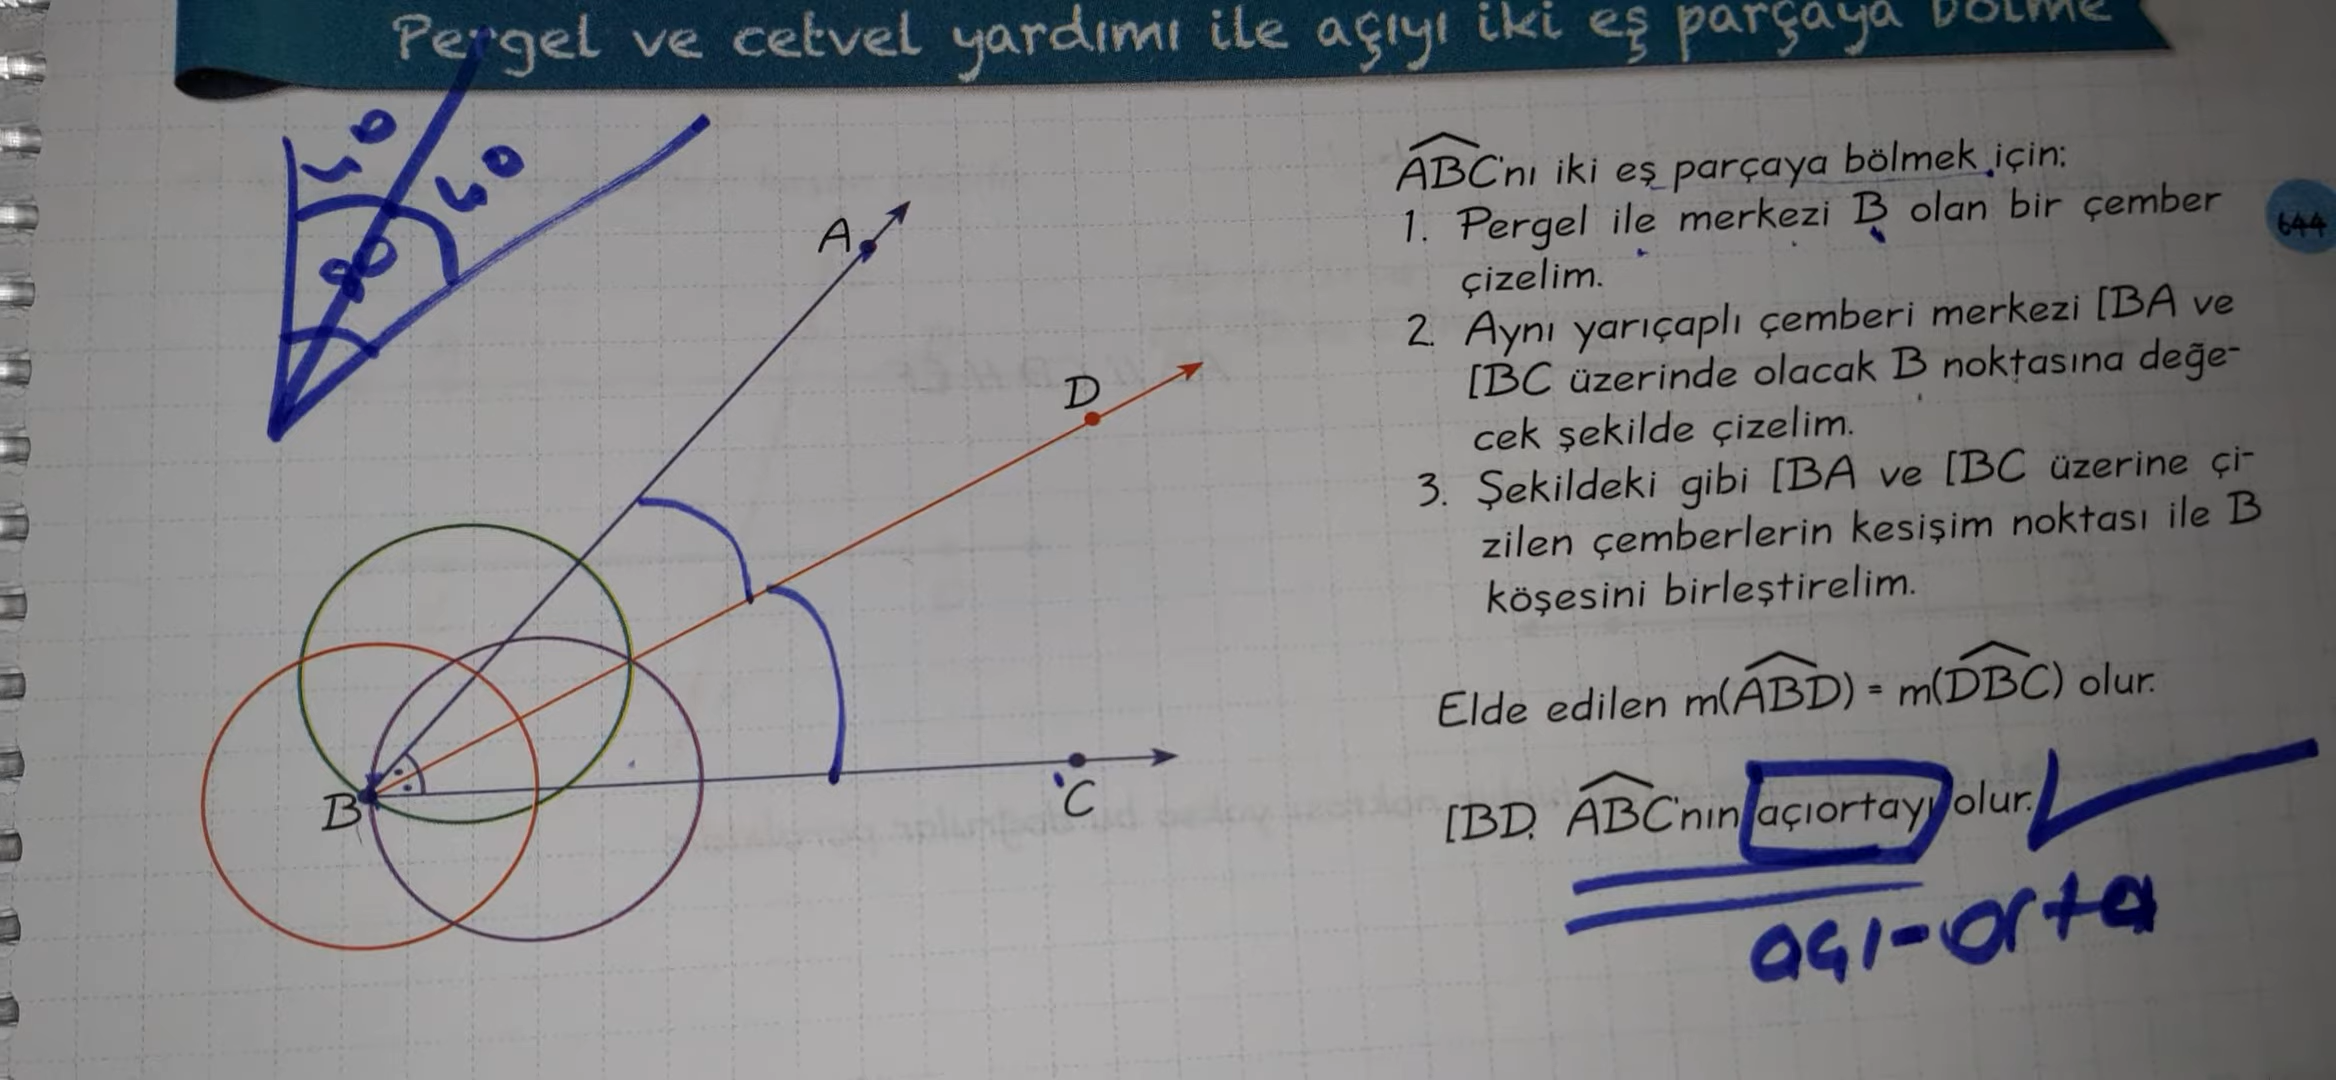 Pergel ve cetvel yardımı ile açıyı iki eş parçaya bölme
40
40
80
A
D
B
C
ABC'nı iki eş parçaya bölmek için:
1. Pergel ile merkezi B olan bir çember
çizelim.
644
2. Aynı yarıçaplı çemberi merkezi [BA ve
[BC üzerinde olacak B noktasına değe-
cek şekilde çizelim.
3. Şekildeki gibi [BA ve [BC üzerine çi-
zilen çemberlerin kesişim noktası ile B
köşesini birleştirelim.
Elde edilen m(ABD) = m(DBC) olur.
[BD, ABC'nın açıortayı olur.
açı-orta